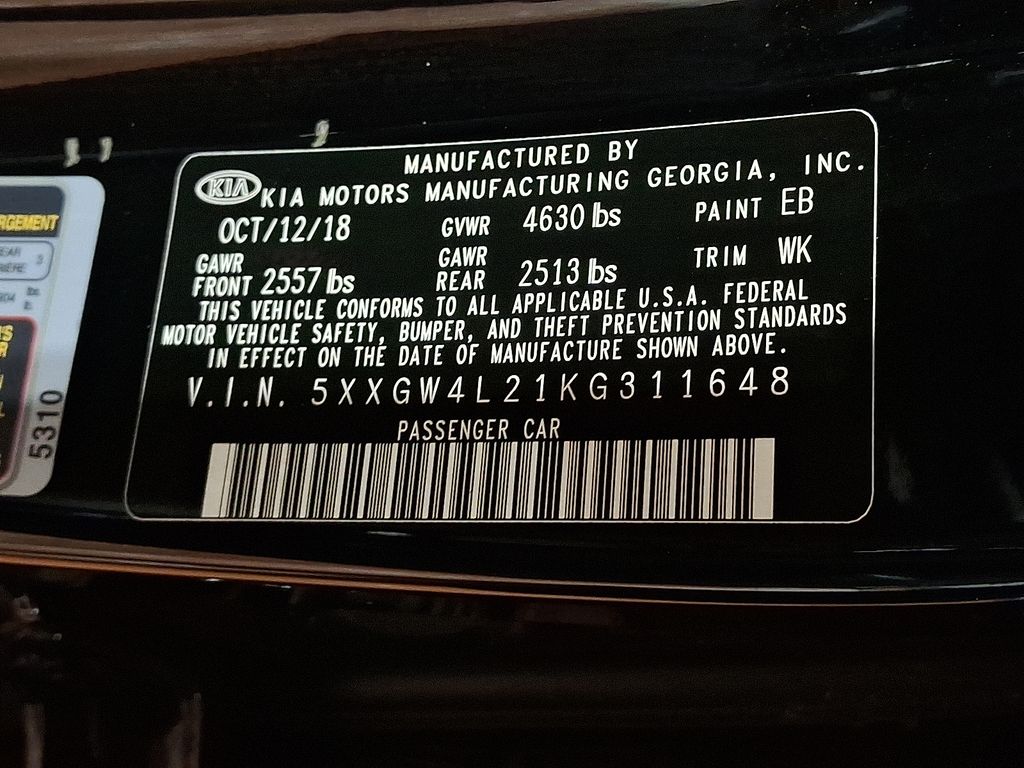 MANUFACTURED BY
KIA KIA MOTORS MANUFACTURING GEORGIA, INC.
OCT/12/18 GVWR 4630 lbs PAINT EB
GAWR FRONT 2557 lbs GAWR REAR 2513 lbs TRIM WK
THIS VEHICLE CONFORMS TO ALL APPLICABLE U.S.A. FEDERAL
MOTOR VEHICLE SAFETY, BUMPER, AND THEFT PREVENTION STANDARDS
IN EFFECT ON THE DATE OF MANUFACTURE SHOWN ABOVE.
V.I.N. 5XXGW4L21KG311648
PASSENGER CAR
RGEMENT
5310